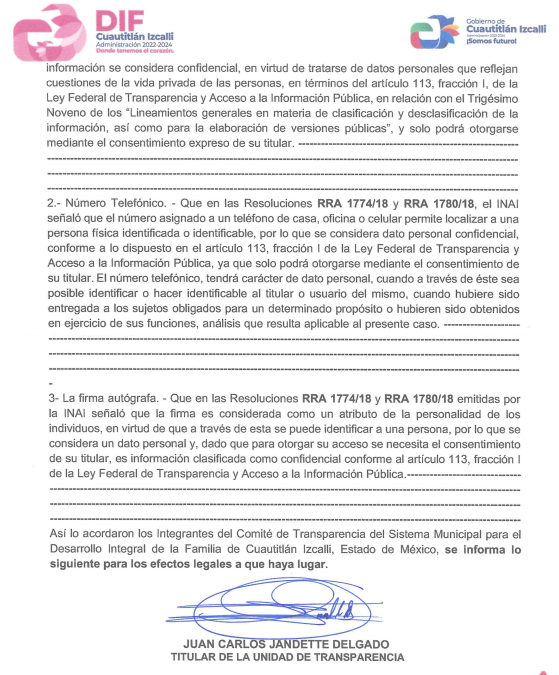 DIF
Cuautitlán Izcalli
Administración 2022-2024
Donde tenemos el corazón.
Gobierno de
Cuautitlán Izcalli
Administración 2022-2024
¡Somos futuro!
información se considera confidencial, en virtud de tratarse de datos personales que reflejan
cuestiones de la vida privada de las personas, en términos del artículo 113, fracción I, de la
Ley Federal de Transparencia y Acceso a la Información Pública, en relación con el Trigésimo
Noveno de los “Lineamientos generales en materia de clasificación y desclasificación de la
información, así como para la elaboración de versiones públicas”, y solo podrá otorgarse
mediante el consentimiento expreso de su titular. ----------
2.- Número Telefónico. - Que en las Resoluciones RRA 1774/18 y RRA 1780/18, el INAI
señaló que el número asignado a un teléfono de casa, oficina o celular permite localizar a una
persona física identificada o identificable, por lo que se considera dato personal confidencial,
conforme a lo dispuesto en el artículo 113, fracción I de la Ley Federal de Transparencia y
Acceso a la Información Pública, ya que solo podrá otorgarse mediante el consentimiento de
su titular. El número telefónico, tendrá carácter de dato personal, cuando a través de éste sea
posible identificar o hacer identificable al titular o usuario del mismo, cuando hubiere sido
entregada a los sujetos obligados para un determinado propósito o hubieren sido obtenidos
en ejercicio de sus funciones, análisis que resulta aplicable al presente caso. ----------
-
3- La firma autógrafa. - Que en las Resoluciones RRA 1774/18 y RRA 1780/18 emitidas por
la INAI señaló que la firma es considerada como un atributo de la personalidad de los
individuos, en virtud de que a través de esta se puede identificar a una persona, por lo que se
considera un dato personal y, dado que para otorgar su acceso se necesita el consentimiento
de su titular, es información clasificada como confidencial conforme al artículo 113, fracción I
de la Ley Federal de Transparencia y Acceso a la Información Pública.----------
Así lo acordaron los Integrantes del Comité de Transparencia del Sistema Municipal para el
Desarrollo Integral de la Familia de Cuautitlán Izcalli, Estado de México, se informa lo
siguiente para los efectos legales a que haya lugar.
JUAN CARLOS JANDETTE DELGADO
TITULAR DE LA UNIDAD DE TRANSPARENCIA